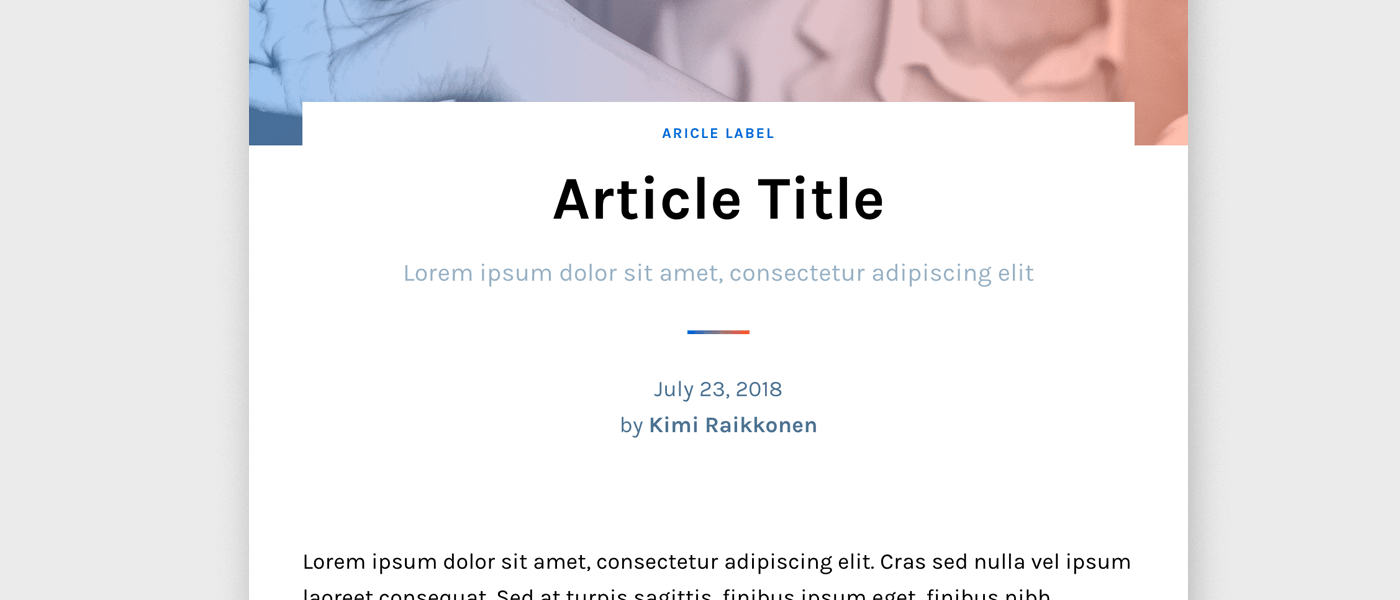 ARICLE LABEL
Article Title
Lorem ipsum dolor sit amet, consectetur adipiscing elit
July 23, 2018
by Kimi Raikkonen
Lorem ipsum dolor sit amet, consectetur adipiscing elit. Cras sed nulla vel ipsum
laoreet consequat. Sed at turpis sagittis, finibus ipsum eget, finibus nibh.